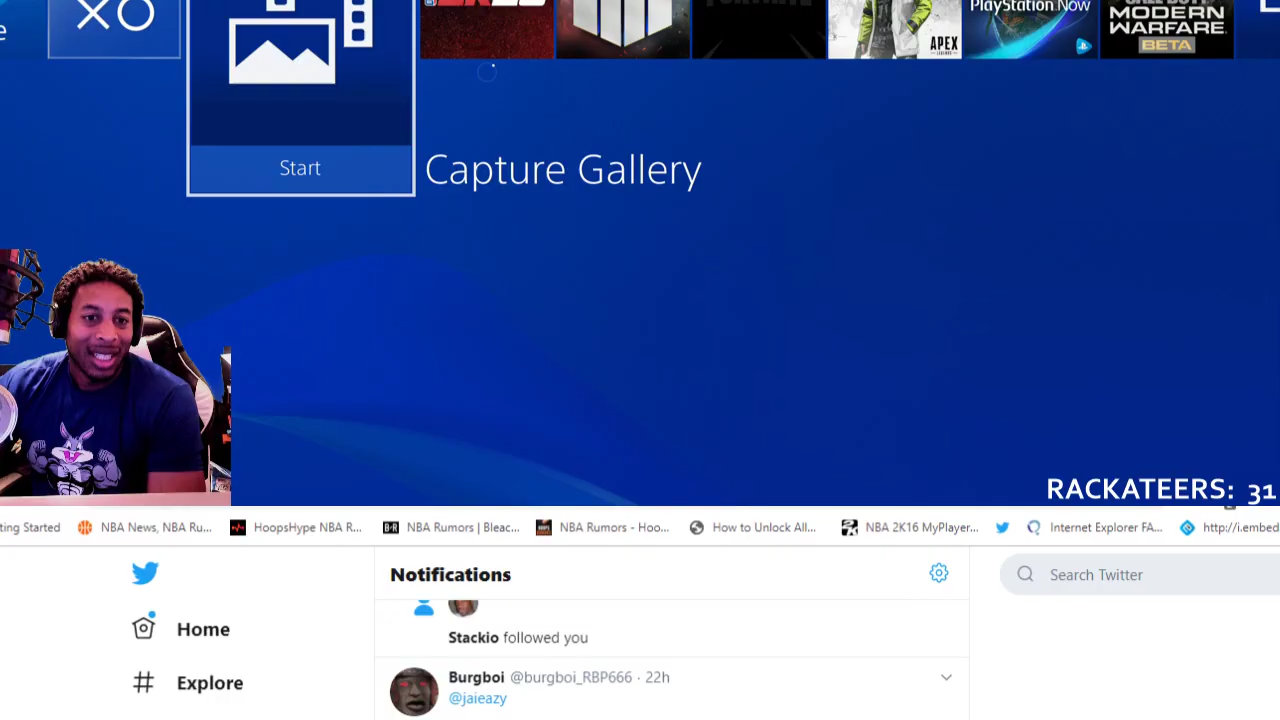 PlayStation Now
APEX
LEGENDS
MODERN
WARFARE
BETA
Start
Capture Gallery
RACKATEERS: 31
ting Started
NBA News, NBA Ru...
HoopsHype NBA R...
B·R
NBA Rumors | Bleac...
NBA Rumors - Hoo...
How to Unlock All...
NBA 2K16 MyPlayer...
Internet Explorer FA...
http://i.embed
Notifications
Search Twitter
Stackio followed you
Home
Burgboi @burgboi_RBP666 · 22h
# Explore
@jaieazy